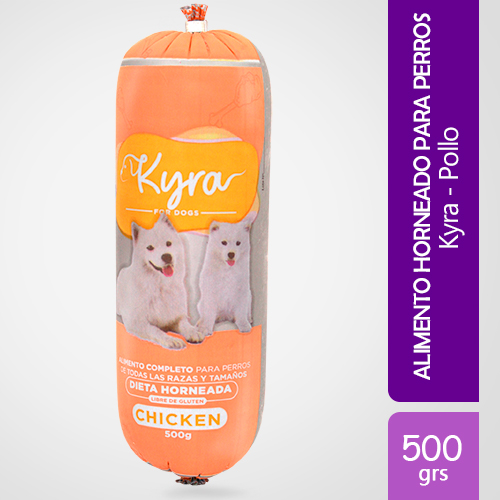 Kyra
FOR DOGS
ALIMENTO COMPLETO PARA PERROS
DE TODAS LAS RAZAS Y TAMAÑOS
DIETA HORNEADA
LIBRE DE GLUTEN
CHICKEN
500g
ALIMENTO HORNEADO PARA PERROS
Kyra - Pollo
500
grs